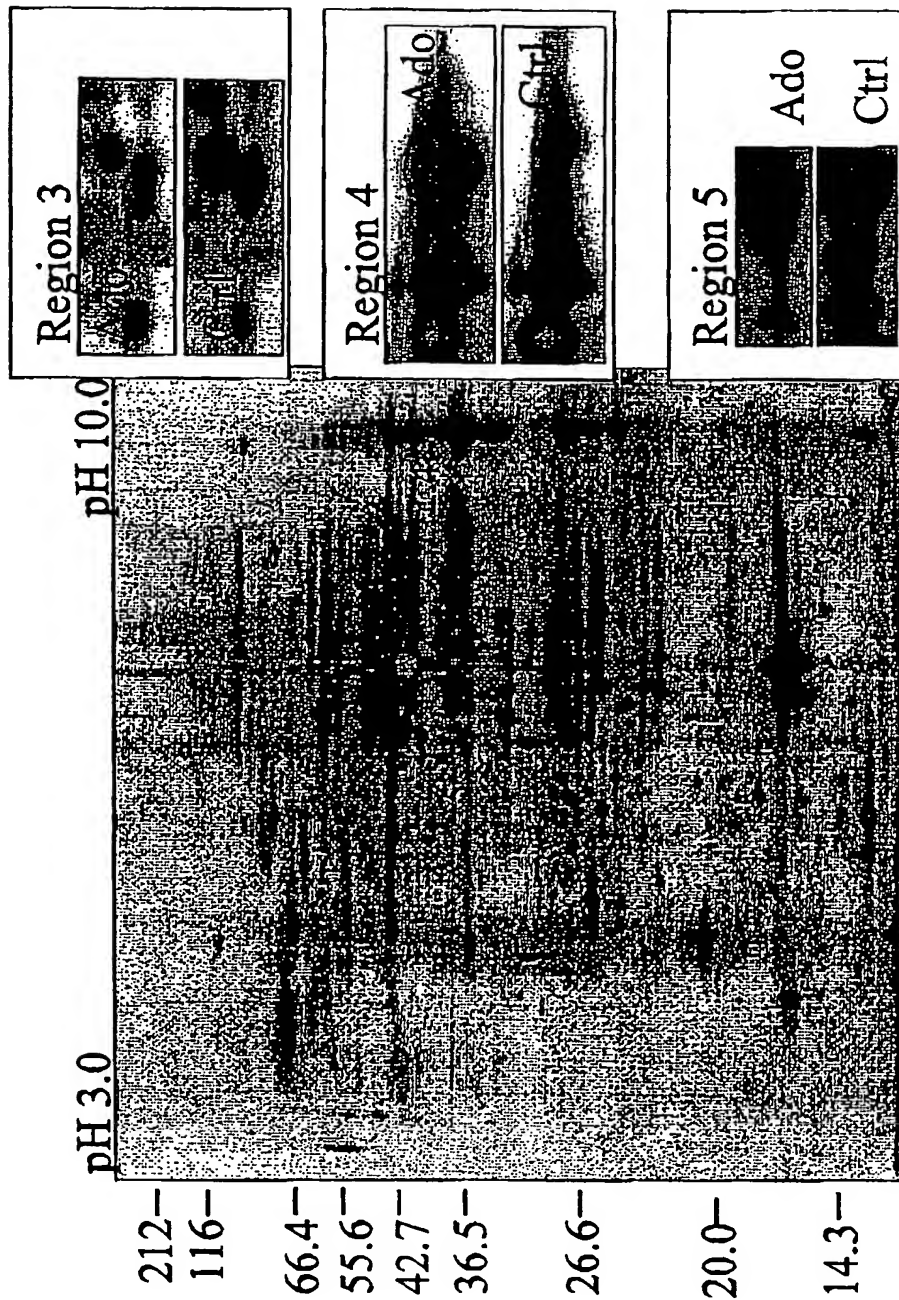 pH 3.0
pH 10.0
212
116
66.4
55.6
42.7
36.5
26.6
20.0
14.3
Region 3
Ado
Ctrl
Region 4
Ado
Ctrl
Region 5
Ado
Ctrl